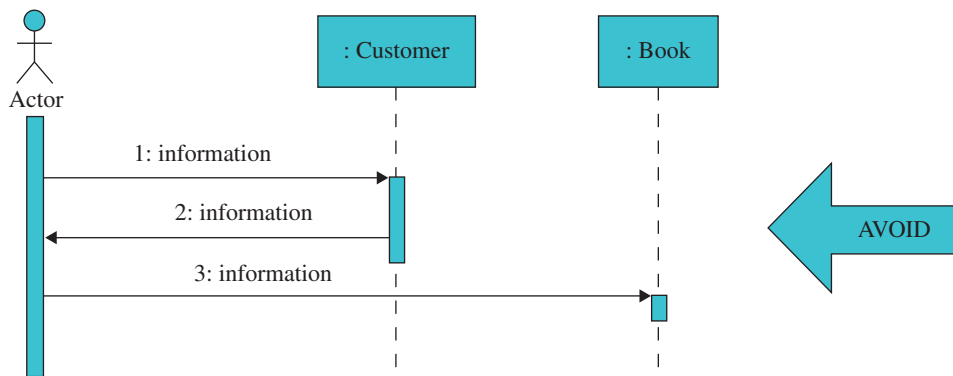 : Customer
: Book
Actor
1: information
2: information
AVOID
3: information